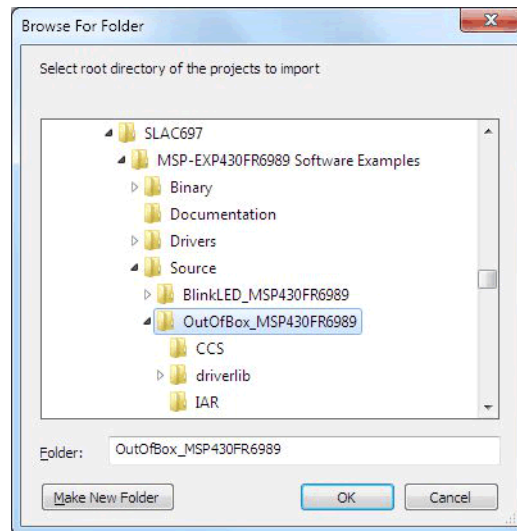 Browse For Folder
Select root directory of the projects to import
SLAC697
MSP-EXP430FR6989 Software Examples
Binary
Documentation
Drivers
Source
BlinkLED_MSP430FR6989
OutOfBox_MSP430FR6989
CCS
driverlib
IAR
Folder: OutOfBox_MSP430FR6989
Make New Folder OK Cancel